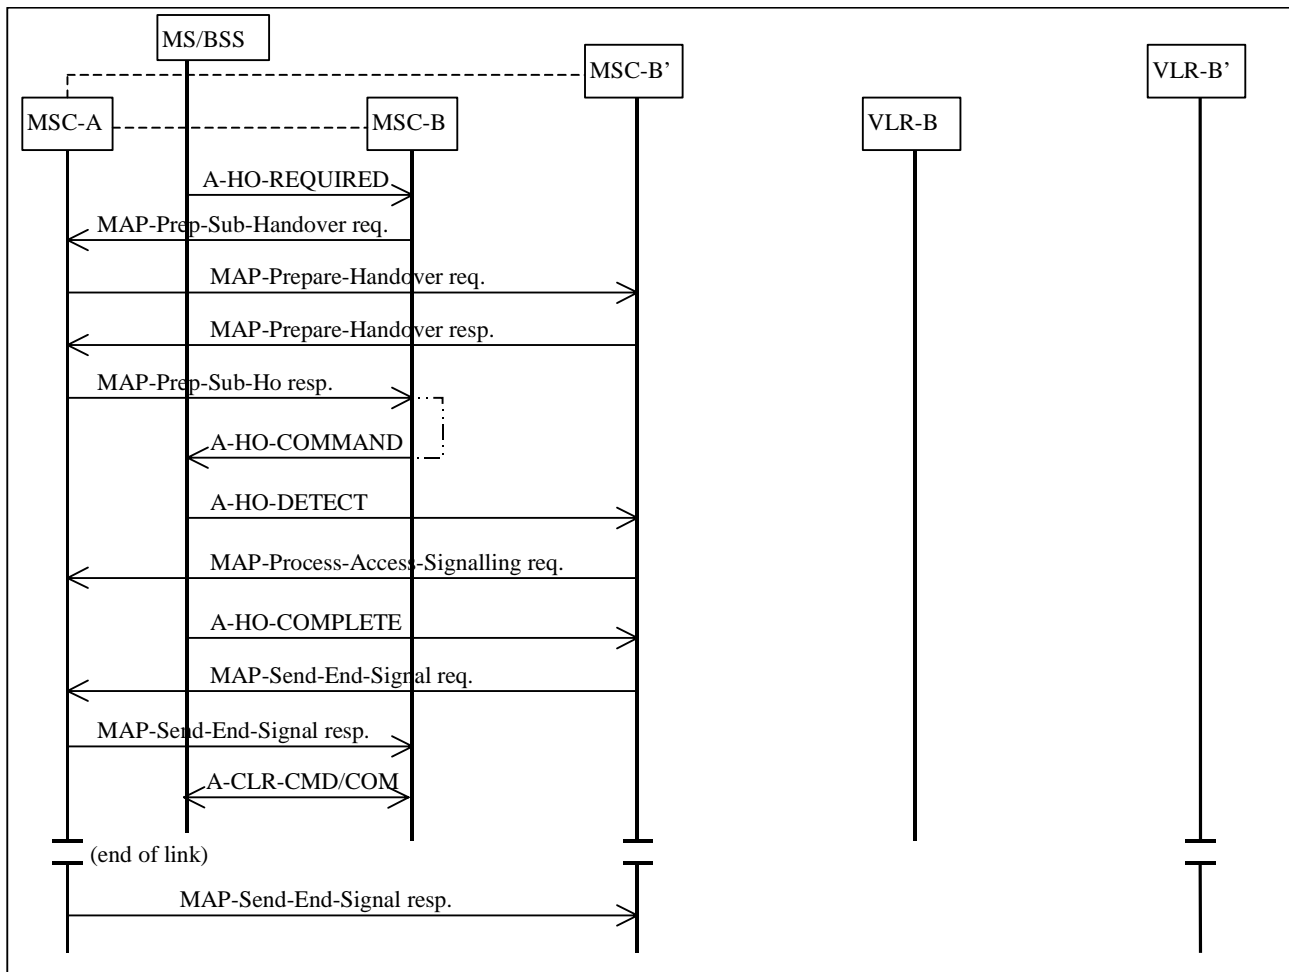 MS/BSS
MSC-B’
VLR-B’
MSC-A
MSC-B
VLR-B
A-HO-REQUIRED
MAP-Prep-Sub-Handover req.
MAP-Prepare-Handover req.
MAP-Prepare-Handover resp.
MAP-Prep-Sub-Ho resp.
A-HO-COMMAND
A-HO-DETECT
MAP-Process-Access-Signalling req.
A-HO-COMPLETE
MAP-Send-End-Signal req.
MAP-Send-End-Signal resp.
A-CLR-CMD/COM
(end of link)
MAP-Send-End-Signal resp.